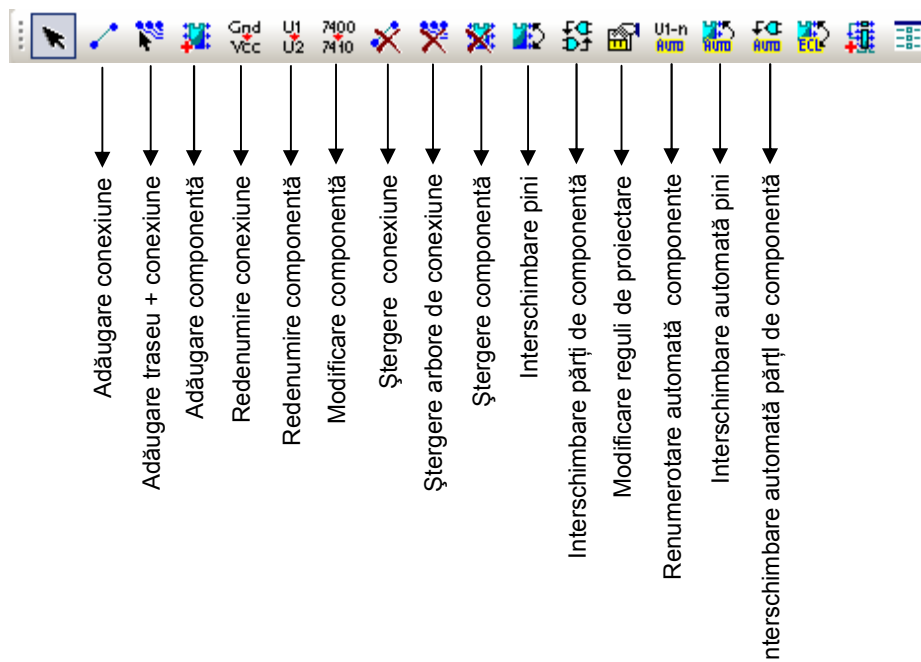 Gnd
Vcc
U1
U2
7400
7410
U1-n
AUTO
AUTO
AUTO
ECL
Adăugare conexiune
Adăugare traseu + conexiune
Adăugare componentă
Redenumire conexiune
Redenumire componentă
Modificare componentă
Ştergere conexiune
Ştergere arbore de conexiune
Ştergere componentă
Interschimbare pini
Interschimbare părți de componentă
Modificare reguli de proiectare
Renumerotare automată componente
Interschimbare automată pini
nterschimbare automată părțI de componentă